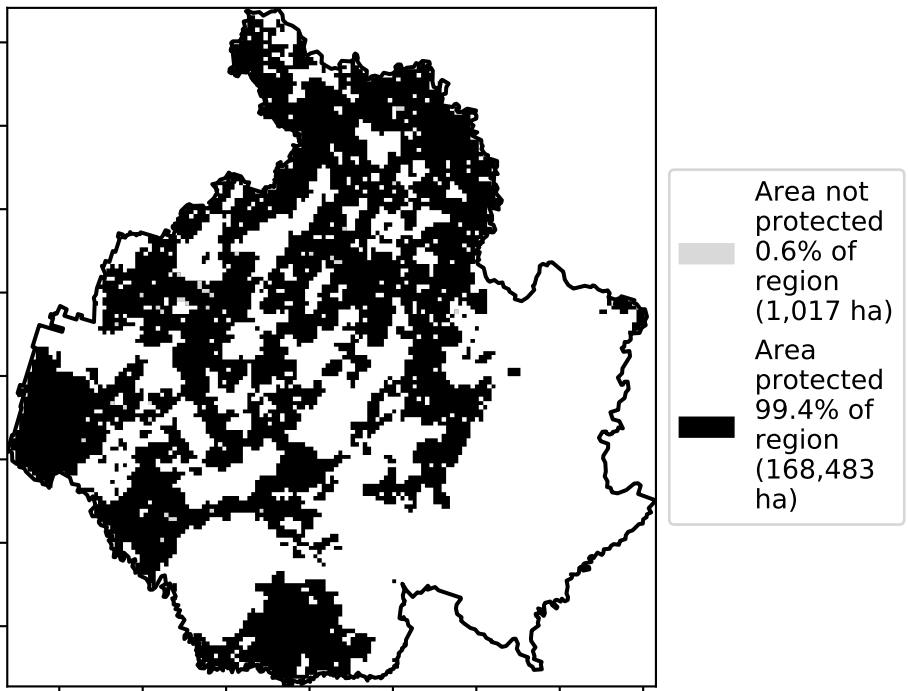 Area not
protected
0.6% of
region
(1,017 ha)
Area
protected
99.4% of
region
(168,483
ha)